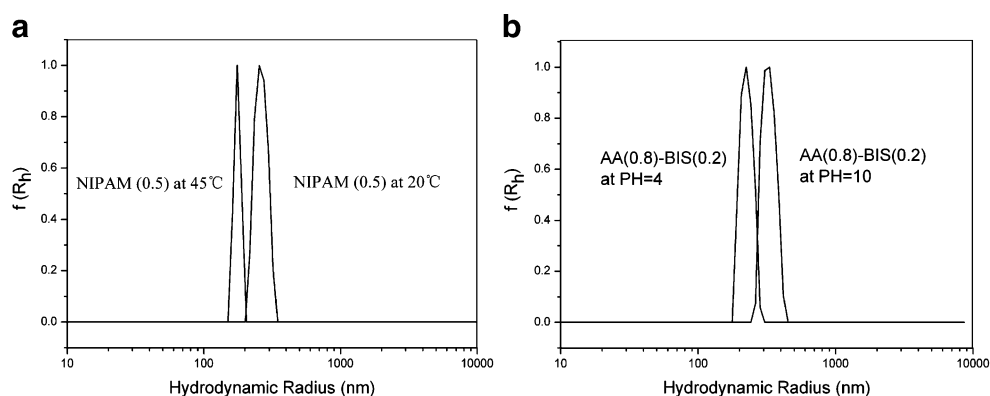 a
1.0
0.8
0.6
0.4
0.2
0.0
f (Rh)
NIPAM (0.5) at 45℃
NIPAM (0.5) at 20℃
10
100
1000
10000
Hydrodynamic Radius (nm)
b
1.0
0.8
0.6
0.4
0.2
0.0
f (Rh)
AA(0.8)-BIS(0.2)
at PH=4
AA(0.8)-BIS(0.2)
at PH=10
10
100
1000
10000
Hydrodynamic Radius (nm)